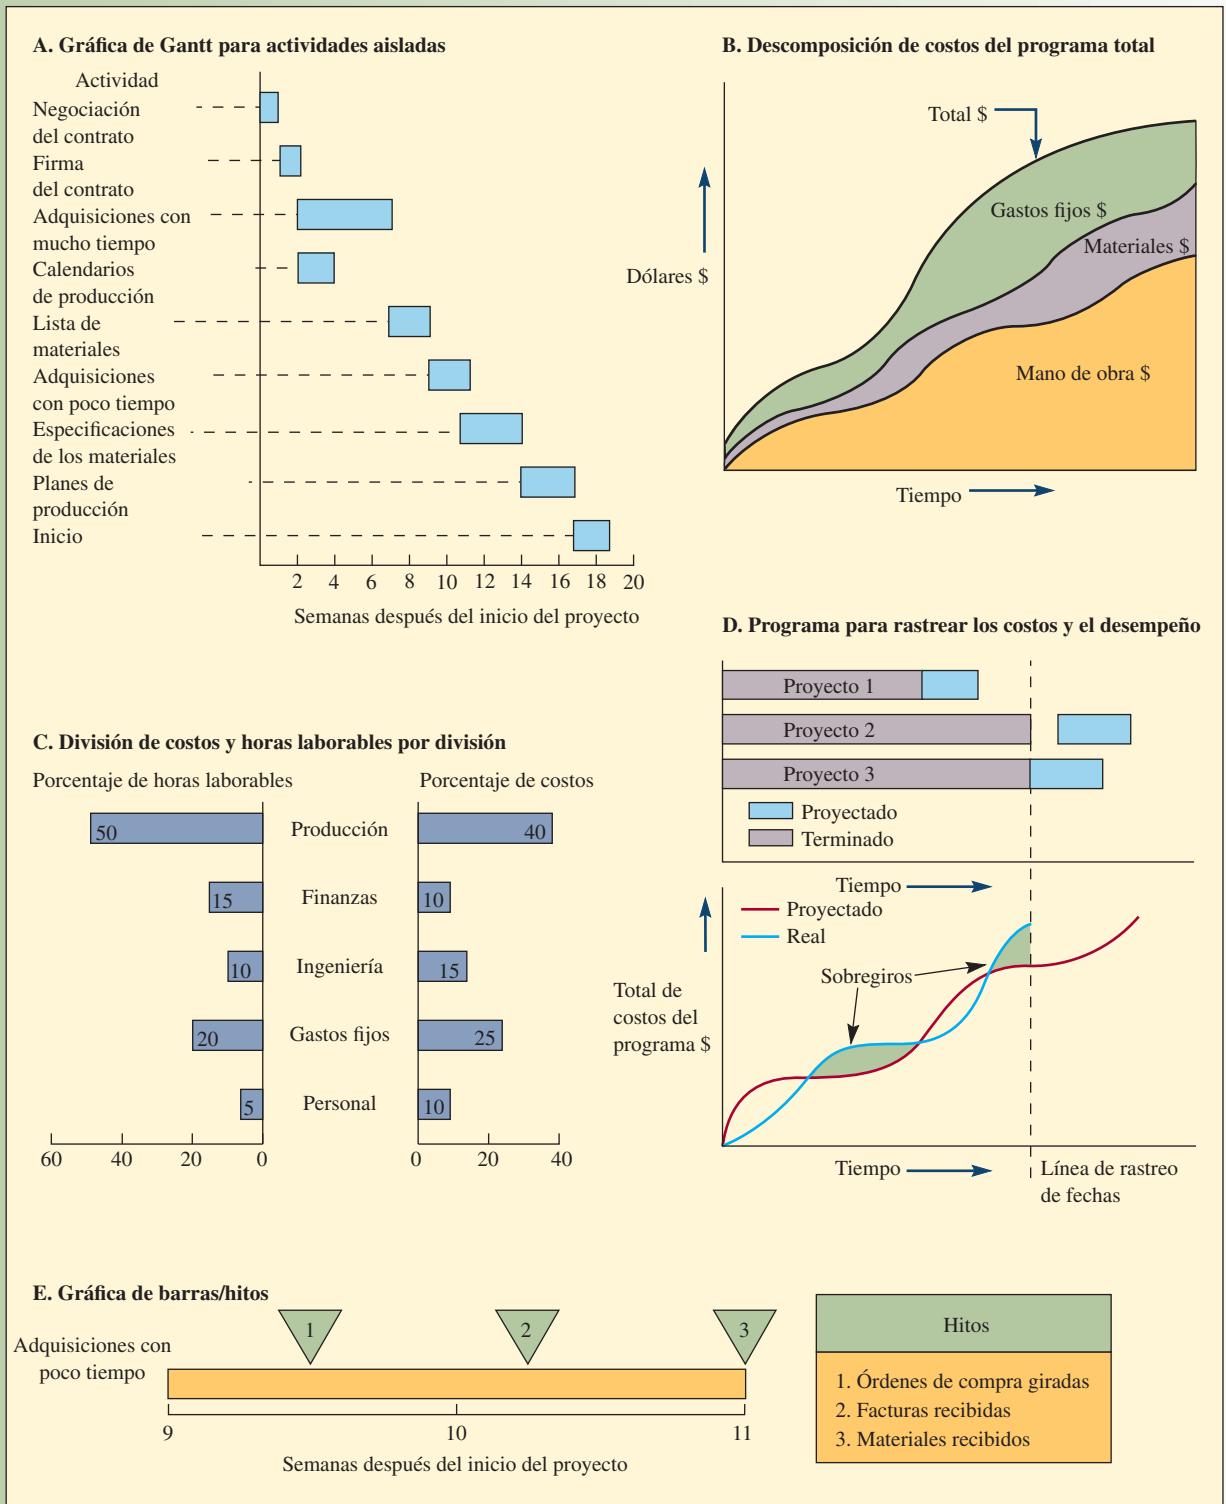 A. Gráfica de Gantt para actividades aisladas
Actividad
Negociación
del contrato
Firma
del contrato
Adquisiciones con
mucho tiempo
Calendarios
de producción
Lista de
materiales
Adquisiciones
con poco tiempo
Especificaciones
de los materiales
Planes de
producción
Inicio
2 4 6 8 10 12 14 16 18 20
Semanas después del inicio del proyecto
B. Descomposición de costos del programa total
Total $
Gastos fijos $
Materiales $
Dólares $
Mano de obra $
Tiempo
C. División de costos y horas laborables por división
Porcentaje de horas laborables Porcentaje de costos
50 Producción 40
15 Finanzas 10
10 Ingeniería 15
20 Gastos fijos 25
5 Personal 10
60 40 20 0 0 20 40
D. Programa para rastrear los costos y el desempeño
Proyecto 1
Proyecto 2
Proyecto 3
Proyectado
Terminado
Tiempo
Proyectado
Real
Sobregiros
Total de
costos del
programa $
Tiempo
Línea de rastreo
de fechas
E. Gráfica de barras/hitos
Adquisiciones con
poco tiempo
1 2 3
9 10 11
Semanas después del inicio del proyecto
Hitos
1. Órdenes de compra giradas
2. Facturas recibidas
3. Materiales recibidos